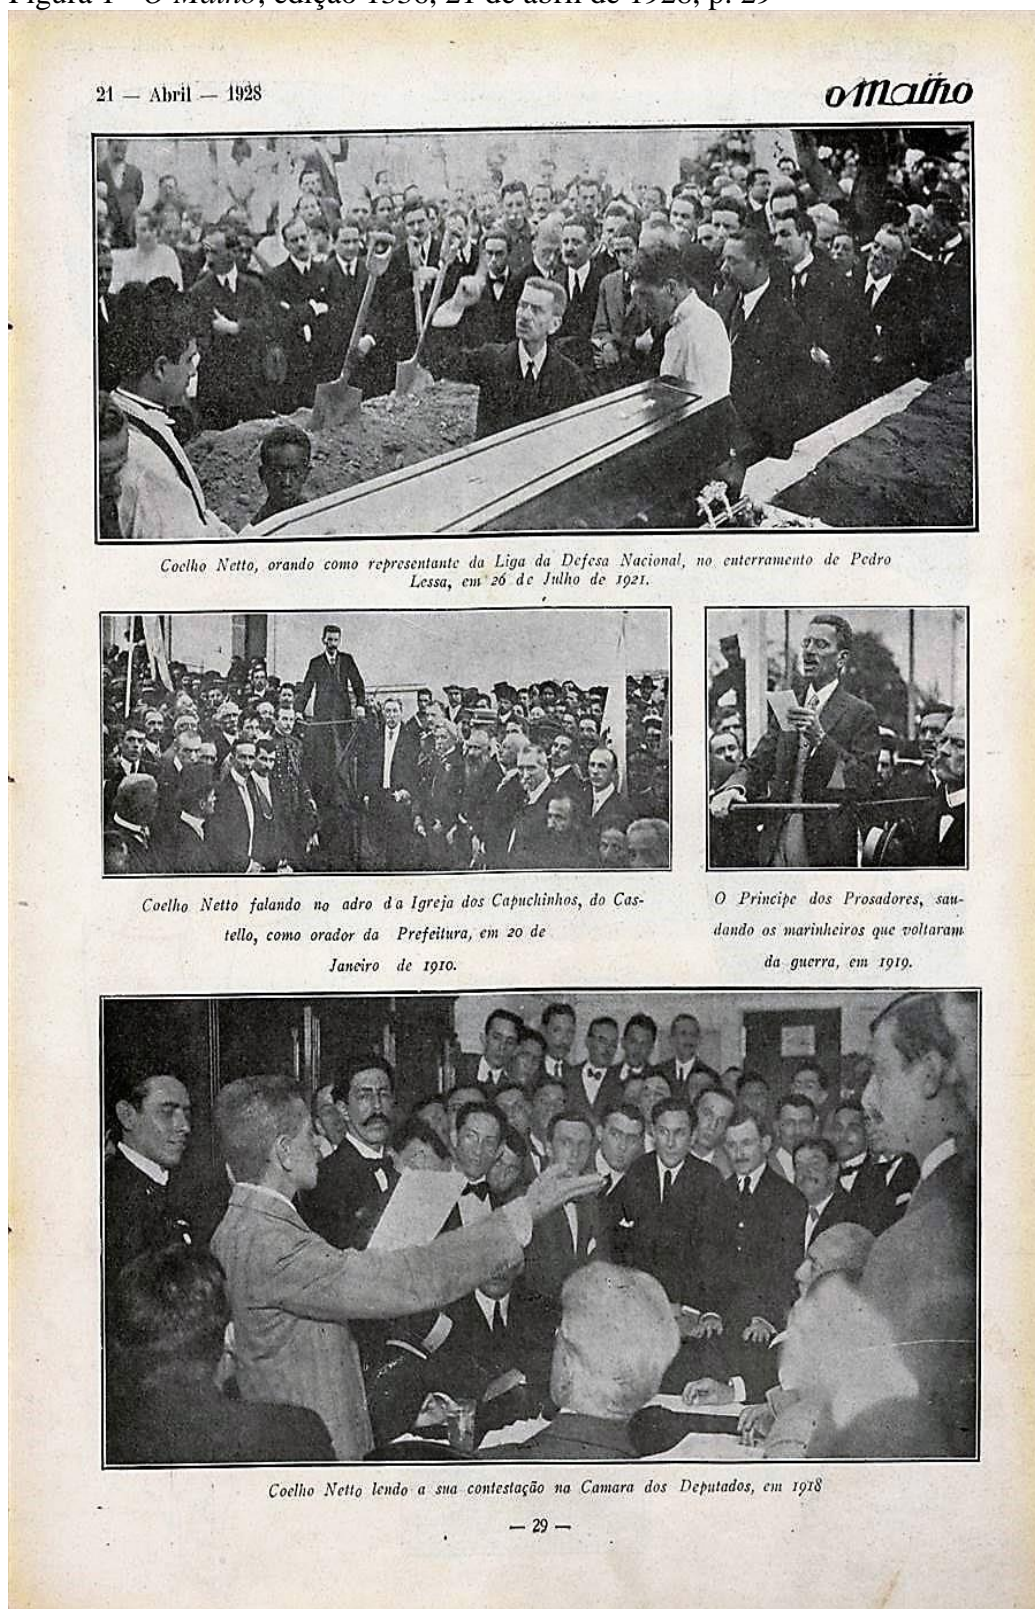 Figura 1 - O Malho, edição 1336, 21 de abril de 1928, p. 29
21 — Abril — 1928
O Malho
Coelho Netto, orando como representante da Liga da Defesa Nacional, no enterramento de Pedro
Lessa, em 26 de Julho de 1921.
Coelho Netto falando no adro da Igreja dos Capuchinhos, do Cas-
tello, como orador da Prefeitura, em 20 de
Janeiro de 1910.
O Principe dos Prosadores, sau-
dando os marinheiros que voltaram
da guerra, em 1919.
Coelho Netto lendo a sua contestação na Camara dos Deputados, em 1918
— 29 —